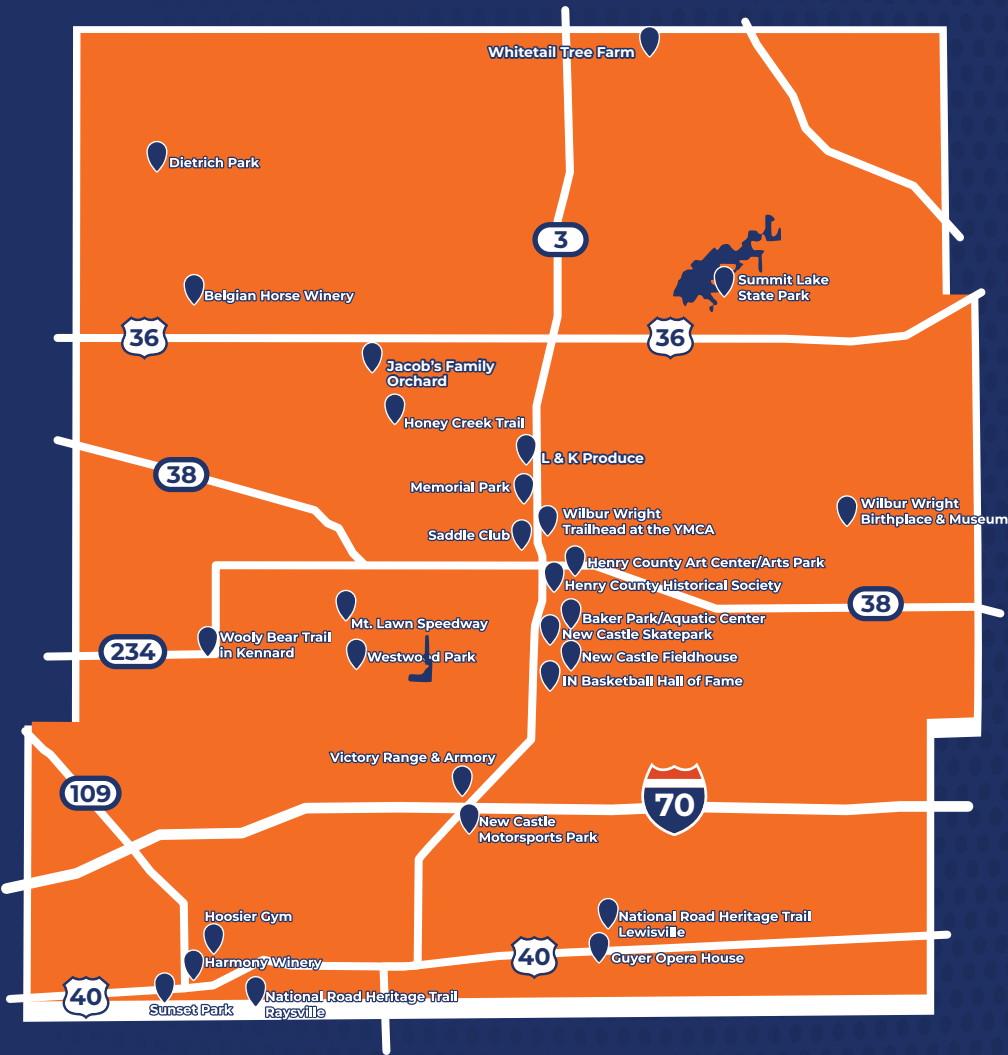 Whitetail Tree Farm
Dietrich Park
3
Summit Lake
State Park
Belgian Horse Winery
36
36
Jacob's Family
Orchard
Honey Creek Trail
L & K Produce
38
Memorial Park
Wilbur Wright
Birthplace & Museum
Wilbur Wright
Trailhead at the YMCA
Saddle Club
Henry County Art Center/Arts Park
Henry County Historical Society
38
Mt. Lawn Speedway
Baker Park/Aquatic Center
New Castle Skatepark
Wooly Bear Trail
in Kennard
234
Westwood Park
New Castle Fieldhouse
IN Basketball Hall of Fame
Victory Range & Armory
109
70
New Castle
Motorsports Park
Hoosier Gym
National Road Heritage Trail
Lewisville
40
Guyer Opera House
Harmony Winery
40
Sunset Park
National Road Heritage Trail
Raysville